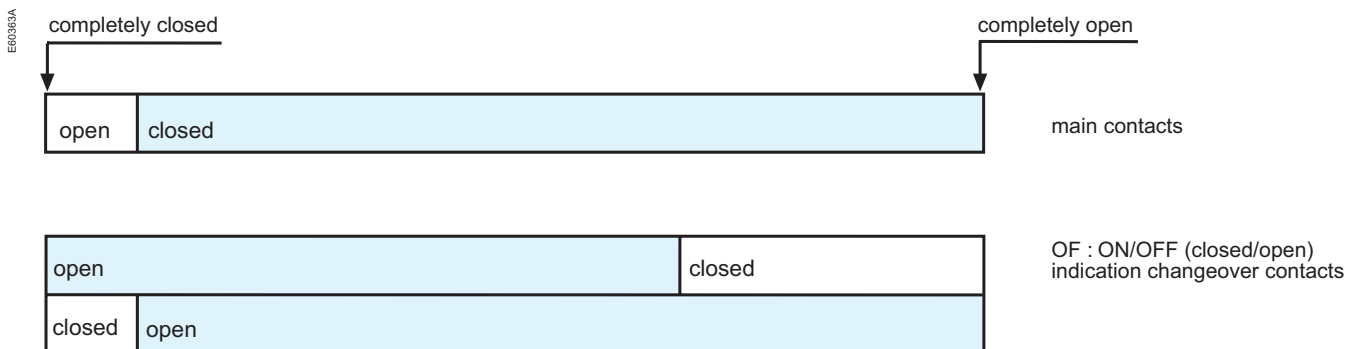 E60363A
completely closed
completely open
open
closed
main contacts
open
closed
OF : ON/OFF (closed/open)
indication changeover contacts
closed
open